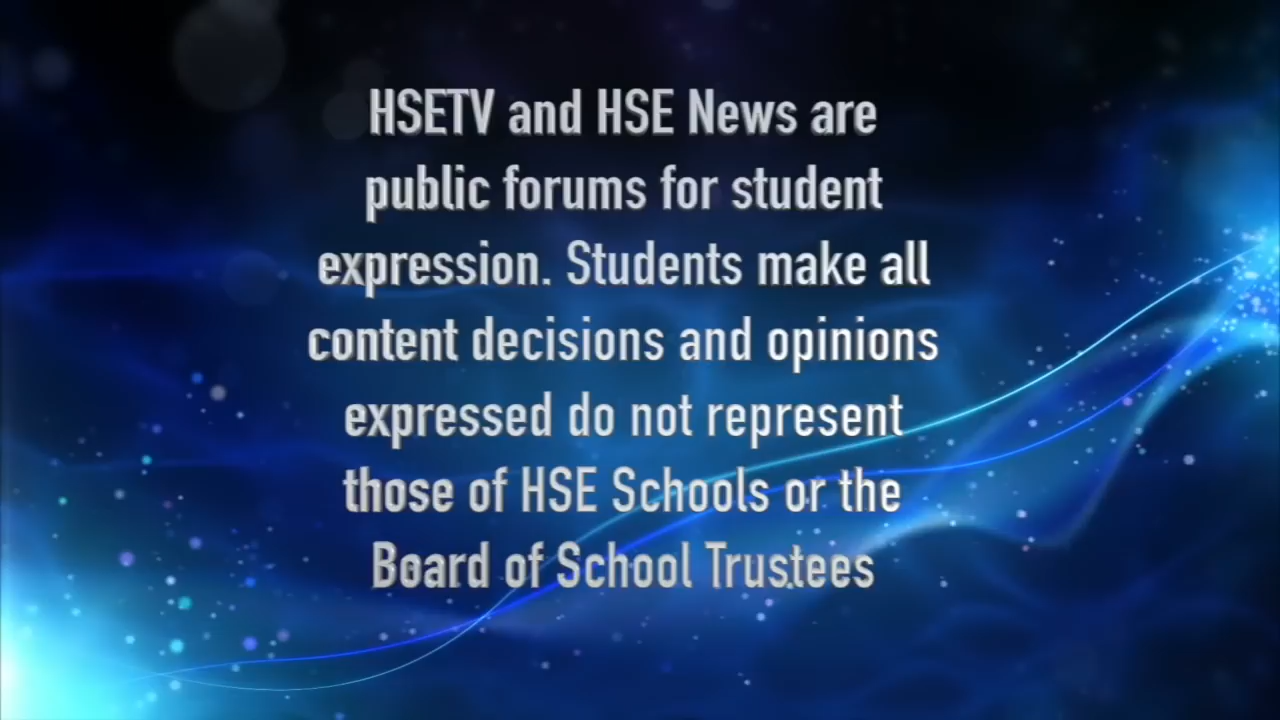 HSETV and HSE News are
public forums for student
expression. Students make all
content decisions and opinions
expressed do not represent
those of HSE Schools or the
Board of School Trustees